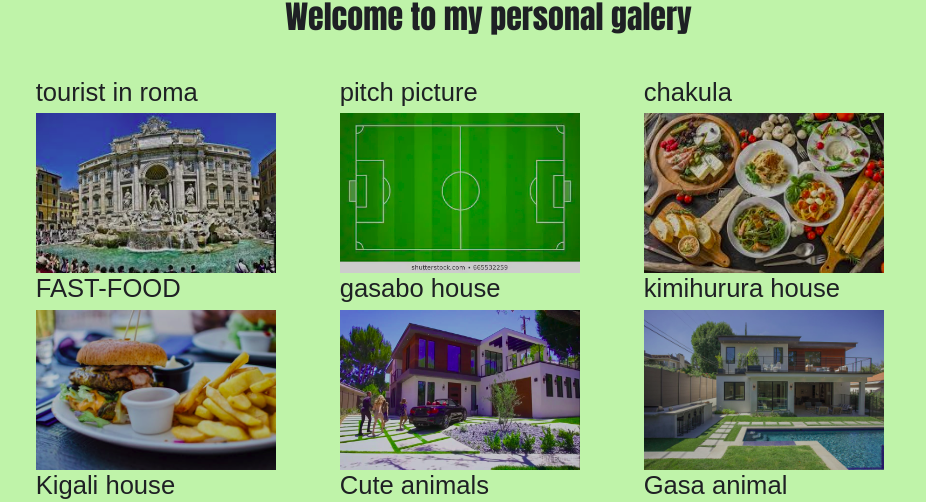 Welcome to my personal galery
tourist in roma
pitch picture
chakula
shutterstock.com • 665532259
FAST-FOOD
gasabo house
kimihurura house
Kigali house
Cute animals
Gasa animal